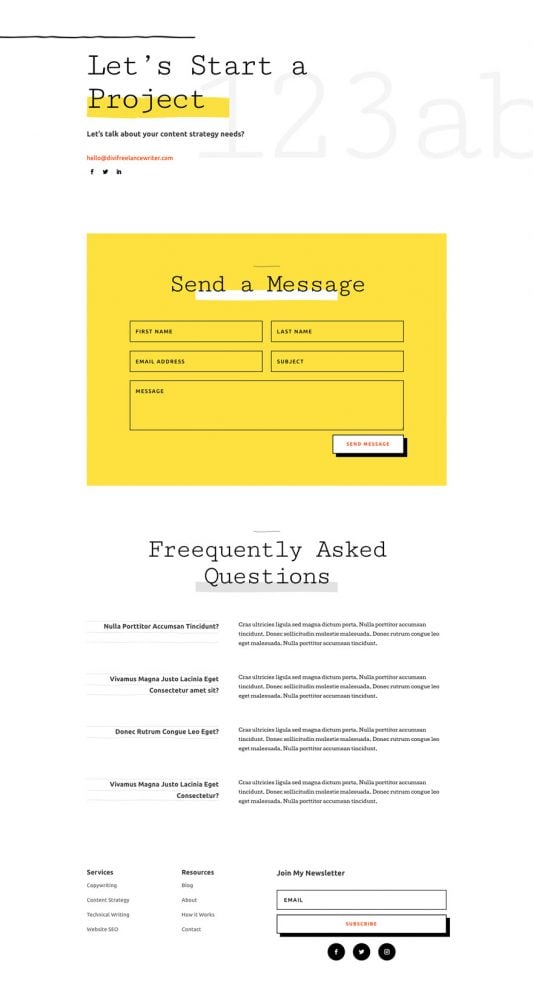 Let's Start a
Project
123ab
Let's talk about your content strategy needs?
hello@divifreelancewriter.com
Send a Message
FIRST NAME
LAST NAME
EMAIL ADDRESS
SUBJECT
MESSAGE
SEND MESSAGE
Freequently Asked
Questions
Nulla Porttitor Accumsan Tincidunt?
Cras ultricies ligula sed magna dictum porta. Nulla porttitor accumsan
tincidunt. Donec sollicitudin molestie malesuada. Donec rutrum congue leo
eget malesuada. Nulla porttitor accumsan tincidunt.
Vivamus Magna Justo Lacinia Eget
Consectetur amet sit?
Cras ultricies ligula sed magna dictum porta. Nulla porttitor accumsan
tincidunt. Donec sollicitudin molestie malesuada. Donec rutrum congue leo
eget malesuada. Nulla porttitor accumsan tincidunt.
Donec Rutrum Congue Leo Eget?
Cras ultricies ligula sed magna dictum porta. Nulla porttitor accumsan
tincidunt. Donec sollicitudin molestie malesuada. Donec rutrum congue leo
eget malesuada. Nulla porttitor accumsan tincidunt.
Vivamus Magna Justo Lacinia Eget
Consectetur?
Cras ultricies ligula sed magna dictum porta. Nulla porttitor accumsan
tincidunt. Donec sollicitudin molestie malesuada. Donec rutrum congue leo
eget malesuada. Nulla porttitor accumsan tincidunt.
Services
Copywriting
Content Strategy
Technical Writing
Website SEO
Resources
Blog
About
How it Works
Contact
Join My Newsletter
EMAIL
SUBSCRIBE